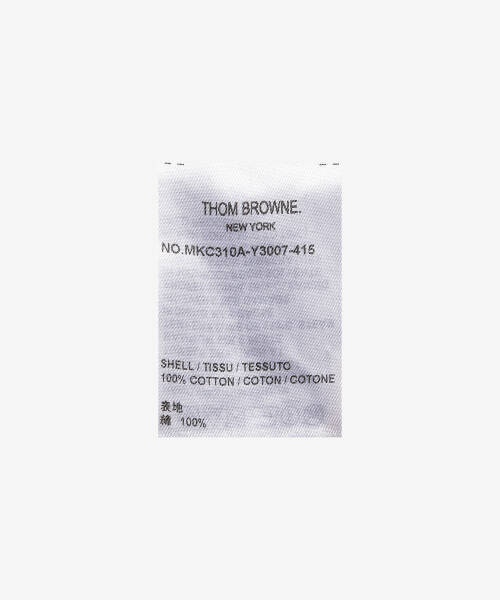 THOM BROWNE.
NEW YORK
NO.MKC310A-Y3007-415
SHELL / TISSU / TESSUTO
100% COTTON / COTON / COTONE
表地
綿 100%